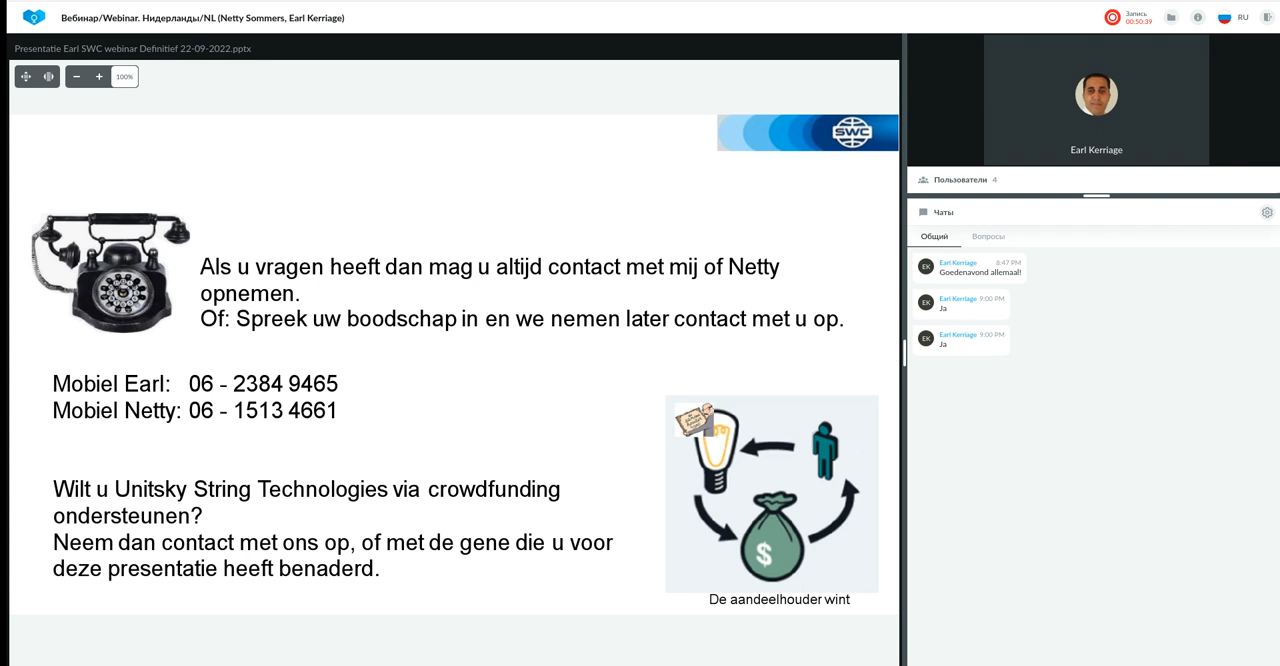 Вебинар/Webinar. Нидерланды/NL (Netty Sommers, Earl Kerriage)
Запись
00:50:39
RU
Presentatie Earl SWC webinar Definitief 22-09-2022.pptx
100%
SWC
Als u vragen heeft dan mag u altijd contact met mij of Netty
opnemen.
Of: Spreek uw boodschap in en we nemen later contact met u op.
Mobiel Earl: 06 - 2384 9465
Mobiel Netty: 06 - 1513 4661
Wilt u Unitsky String Technologies via crowdfunding
ondersteunen?
Neem dan contact met ons op, of met de gene die u voor
deze presentatie heeft benaderd.
$
De aandeelhouder wint
Earl Kerriage
Пользователи 4
Чаты
Общий Вопросы
EK
Earl Kerriage 8:47 PM
Goedenavond allemaal!
EK
Earl Kerriage 9:00 PM
Ja
EK
Earl Kerriage 9:00 PM
Ja